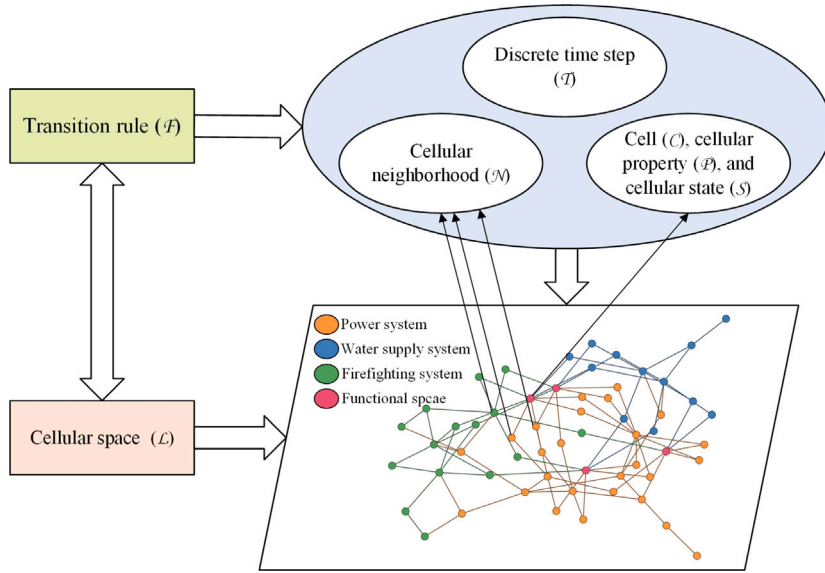 Discrete time step
(𝒯)
Transition rule (ℱ)
Cellular
neighborhood (𝒩)
Cell (𝒞), cellular
property (𝒫), and
cellular state (𝒮)
Power system
Water supply system
Firefighting system
Functional spcae
Cellular space (ℒ)